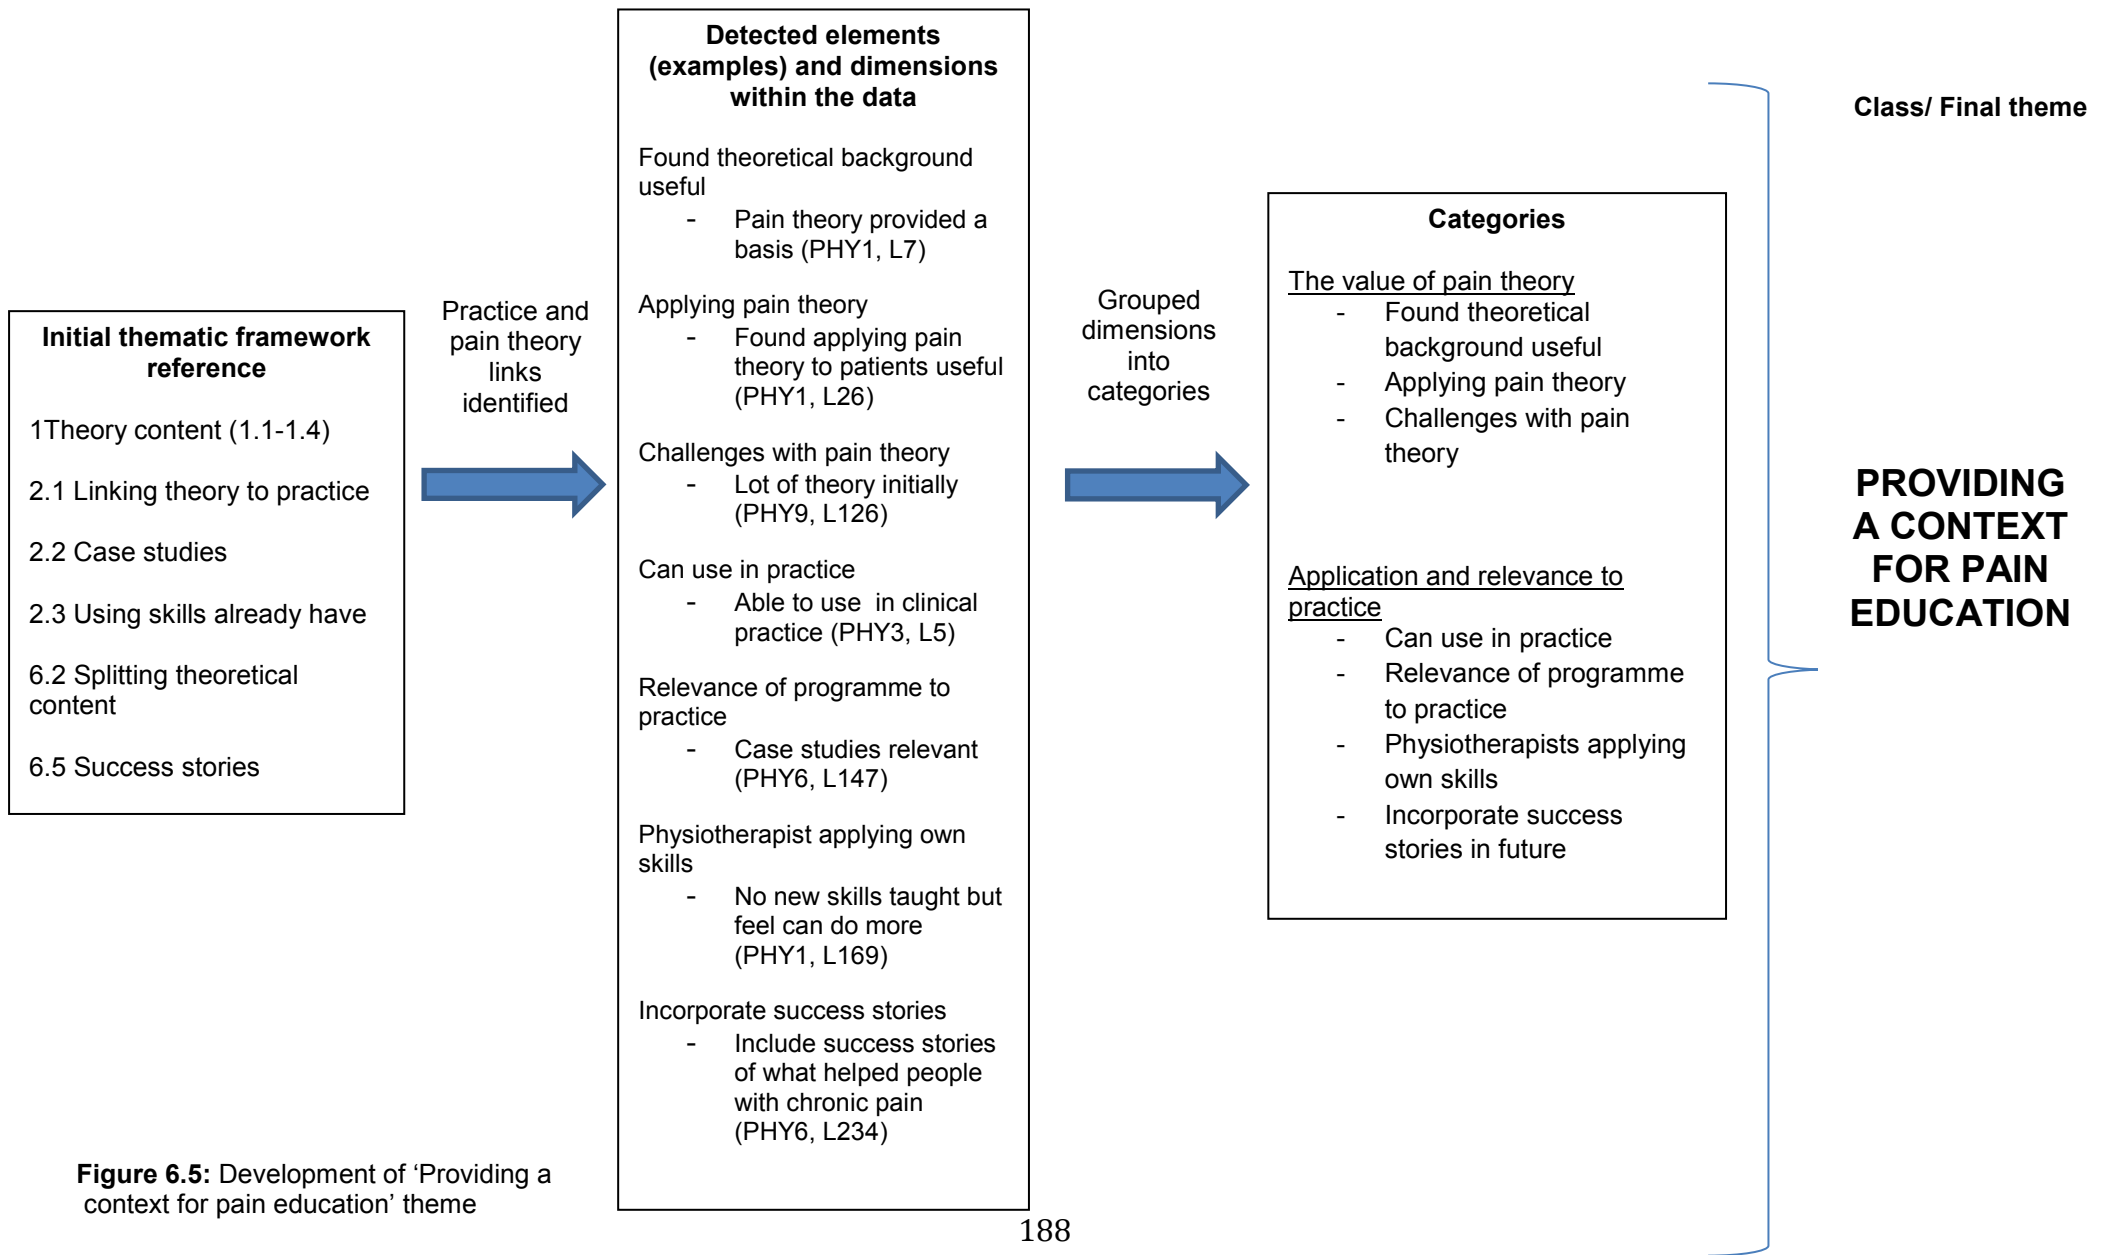 Initial thematic framework
reference
1Theory content (1.1-1.4)
2.1 Linking theory to practice
2.2 Case studies
2.3 Using skills already have
6.2 Splitting theoretical
content
6.5 Success stories
Practice and
pain theory
links
identified
Detected elements
(examples) and dimensions
within the data
Found theoretical background
useful
- Pain theory provided a
basis (PHY1, L7)
Applying pain theory
- Found applying pain
theory to patients useful
(PHY1, L26)
Challenges with pain theory
- Lot of theory initially
(PHY9, L126)
Can use in practice
- Able to use in clinical
practice (PHY3, L5)
Relevance of programme to
practice
- Case studies relevant
(PHY6, L147)
Physiotherapist applying own
skills
- No new skills taught but
feel can do more
(PHY1, L169)
Incorporate success stories
- Include success stories
of what helped people
with chronic pain
(PHY6, L234)
Grouped
dimensions
into
categories
Categories
The value of pain theory
- Found theoretical
background useful
- Applying pain theory
- Challenges with pain
theory
Application and relevance to
practice
- Can use in practice
- Relevance of programme
to practice
- Physiotherapists applying
own skills
- Incorporate success
stories in future
Class/ Final theme
PROVIDING
A CONTEXT
FOR PAIN
EDUCATION
Figure 6.5: Development of ‘Providing a
context for pain education’ theme
188